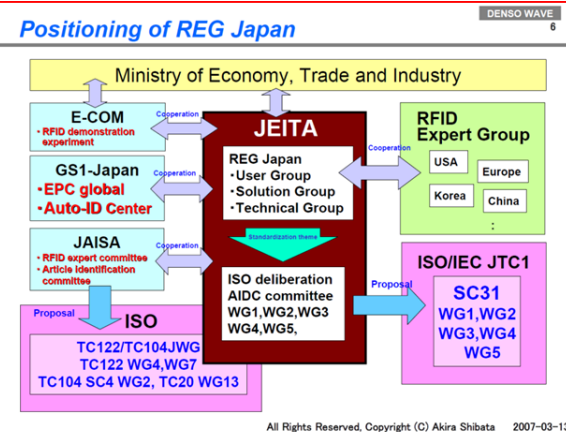 DENSO WAVE
6
Positioning of REG Japan
Ministry of Economy, Trade and Industry
E-COM
・RFID demonstration
experiment
Cooperation
GS1-Japan
・EPC global
・Auto-ID Center
Cooperation
JAISA
・RFID expert committee
・Article Identification
committee
Cooperation
Proposal
ISO
TC122/TC104JWG
TC122 WG4,WG7
TC104 SC4 WG2, TC20 WG13
JEITA
REG Japan
・User Group
・Solution Group
・Technical Group
Standardization theme
ISO deliberation
AIDC committee
WG1,WG2,WG3
WG4,WG5,
Cooperation
RFID
Expert Group
USA
Europe
Korea
China
:
Proposal
ISO/IEC JTC1
SC31
WG1,WG2
WG3,WG4
WG5
All Rights Reserved, Copyright (C) Akira Shibata 2007-03-13